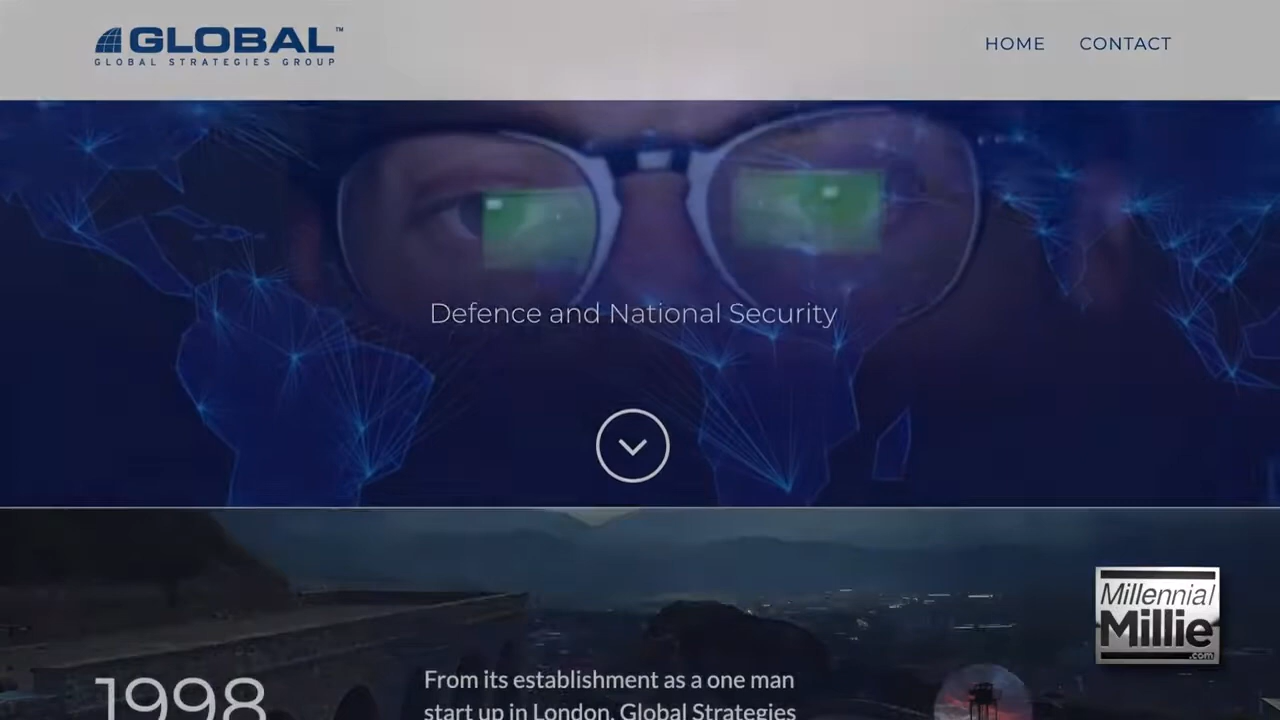 GLOBAL™
GLOBAL STRATEGIES GROUP
HOME
CONTACT
Defence and National Security
1998
From its establishment as a one man
start up in London, Global Strategies
Millennial
Millie
.com